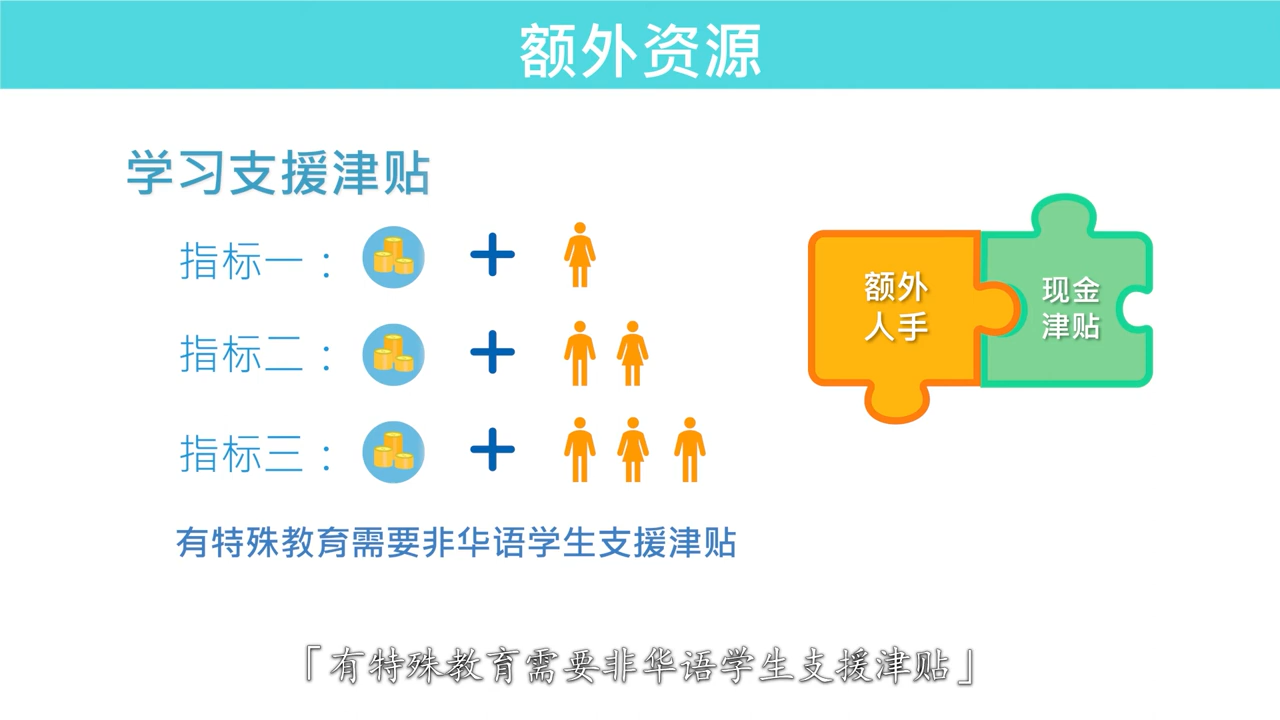 额外资源
学习支援津贴
指标一：
指标二：
指标三：
额外
人手
现金
津贴
有特殊教育需要非华语学生支援津贴
「有特殊教育需要非华语学生支援津贴」